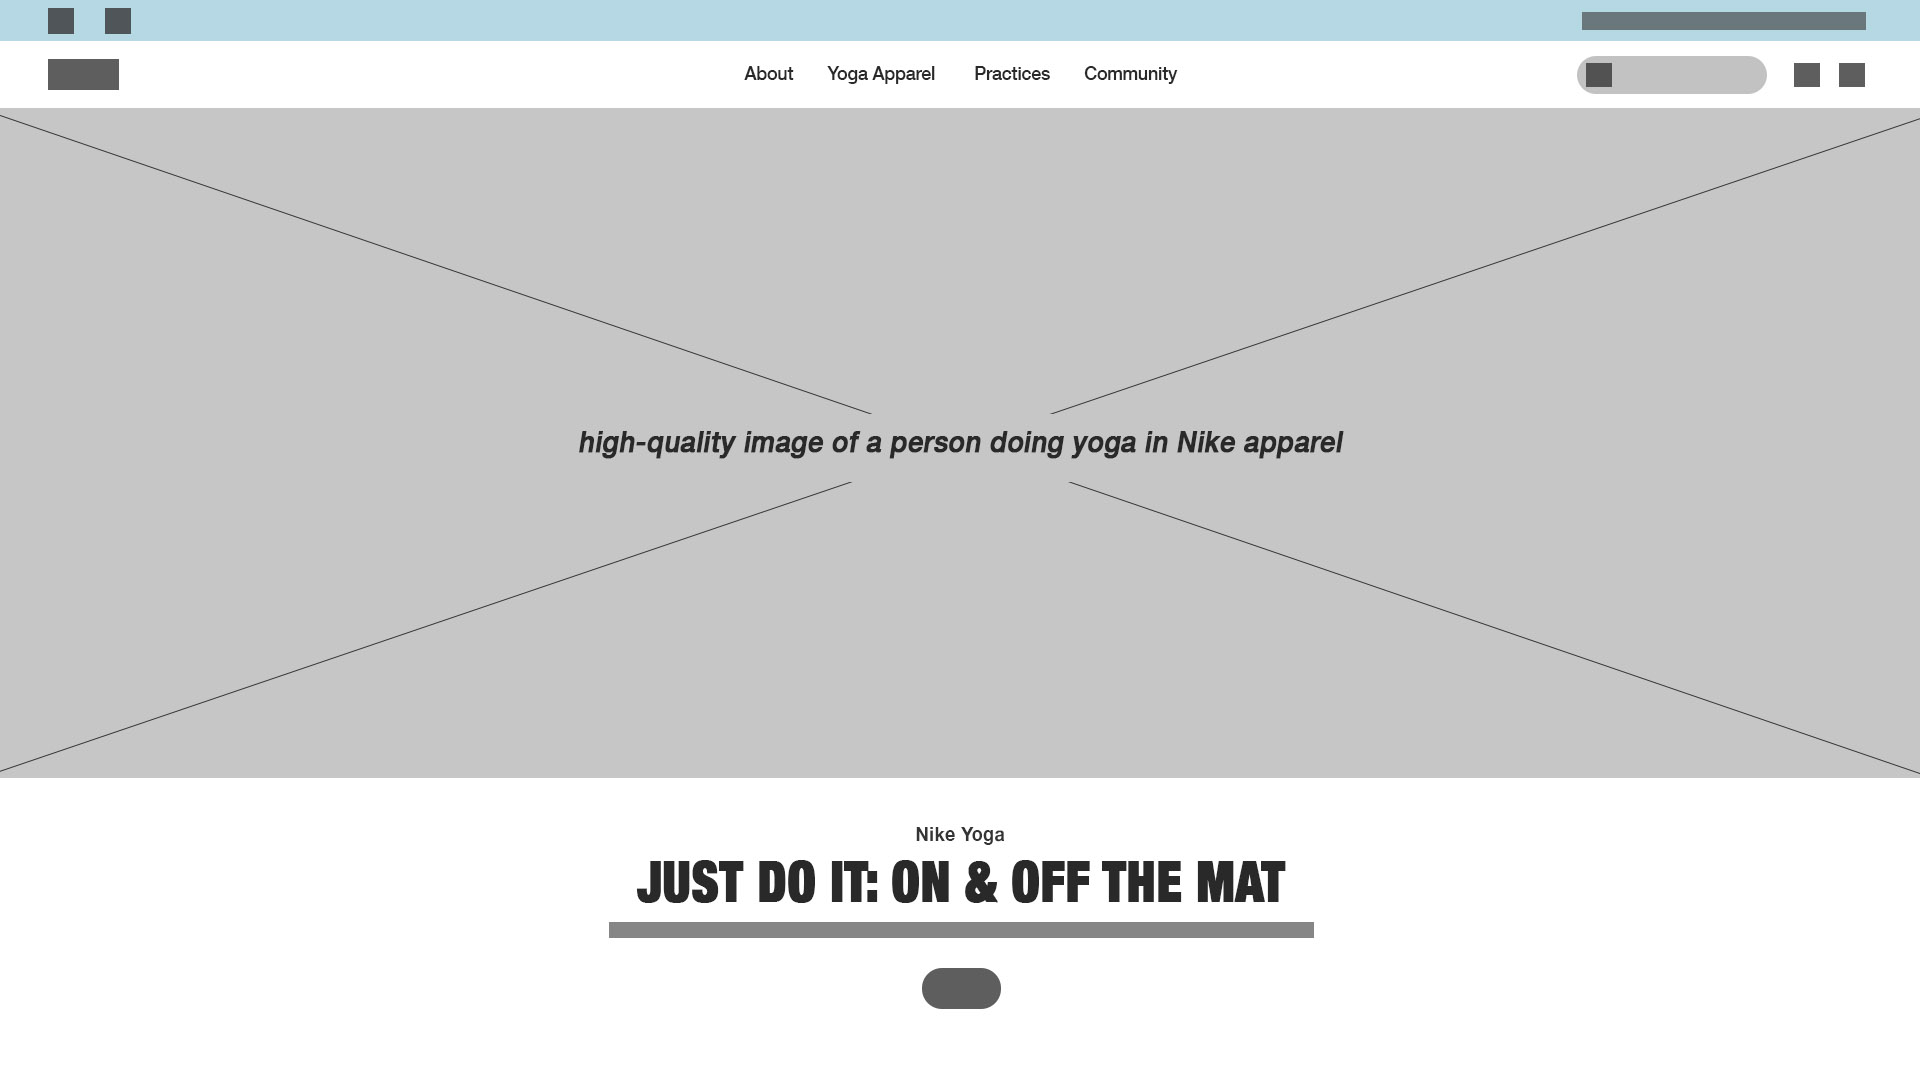 About
Yoga Apparel
Practices
Community
high-quality image of a person doing yoga in Nike apparel
Nike Yoga
JUST DO IT: ON & OFF THE MAT